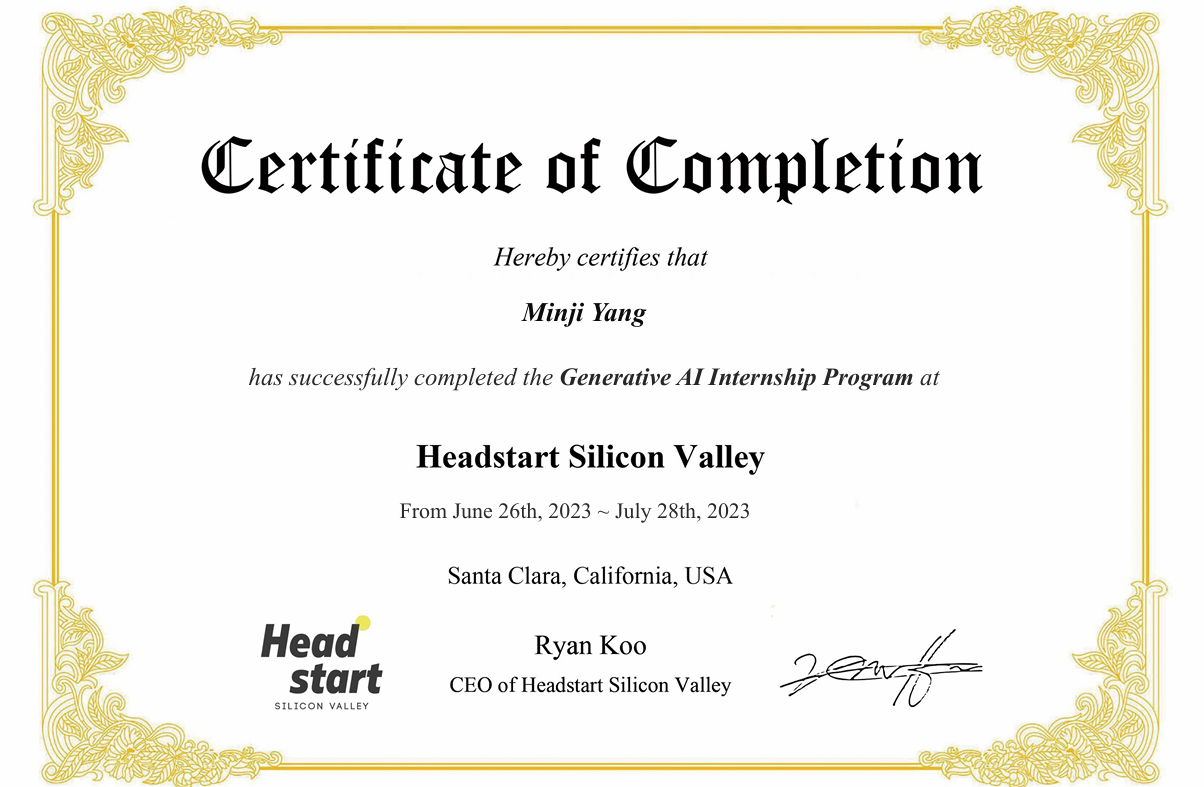 Certificate of Completion
Hereby certifies that
Minji Yang
has successfully completed the Generative AI Internship Program at
Headstart Silicon Valley
From June 26th, 2023 ~ July 28th, 2023
Santa Clara, California, USA
Head
start
SILICON VALLEY
Ryan Koo
CEO of Headstart Silicon Valley